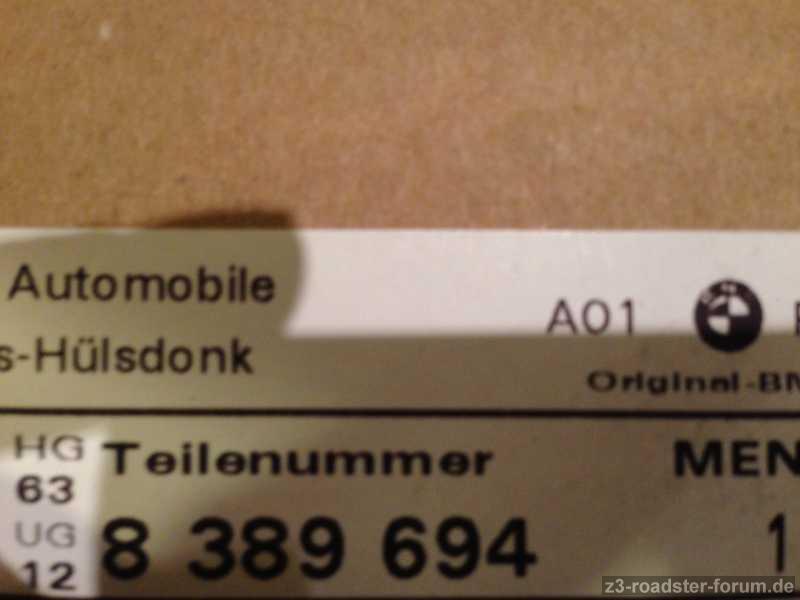 Automobile
s-Hülsdonk
A01
Original-BM
HG
63
Teilenummer
MEN
UG
12
8 389 694
1
z3-roadster-forum.de